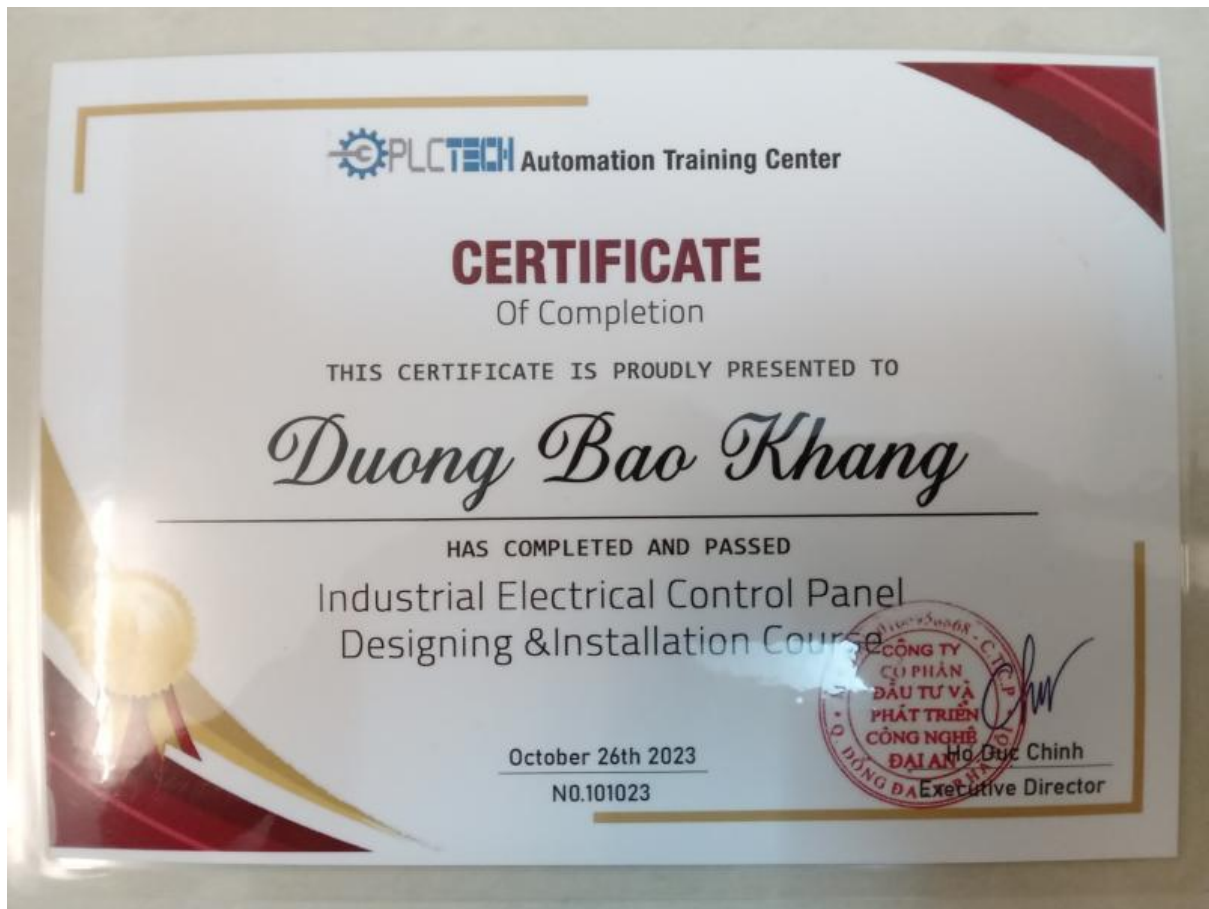 PLCTECH Automation Training Center
CERTIFICATE
Of Completion
THIS CERTIFICATE IS PROUDLY PRESENTED TO
Duong Bao Khang
HAS COMPLETED AND PASSED
Industrial Electrical Control Panel
Designing &Installation Course
CÔNG TY
CỔ PHẦN
ĐẦU TƯ VÀ
PHÁT TRIỂN
CÔNG NGHỆ
ĐẠI AN
C.T.C.P
Q. ĐỐNG ĐA
October 26th 2023
N0.101023
Ho Duc Chinh
Executive Director